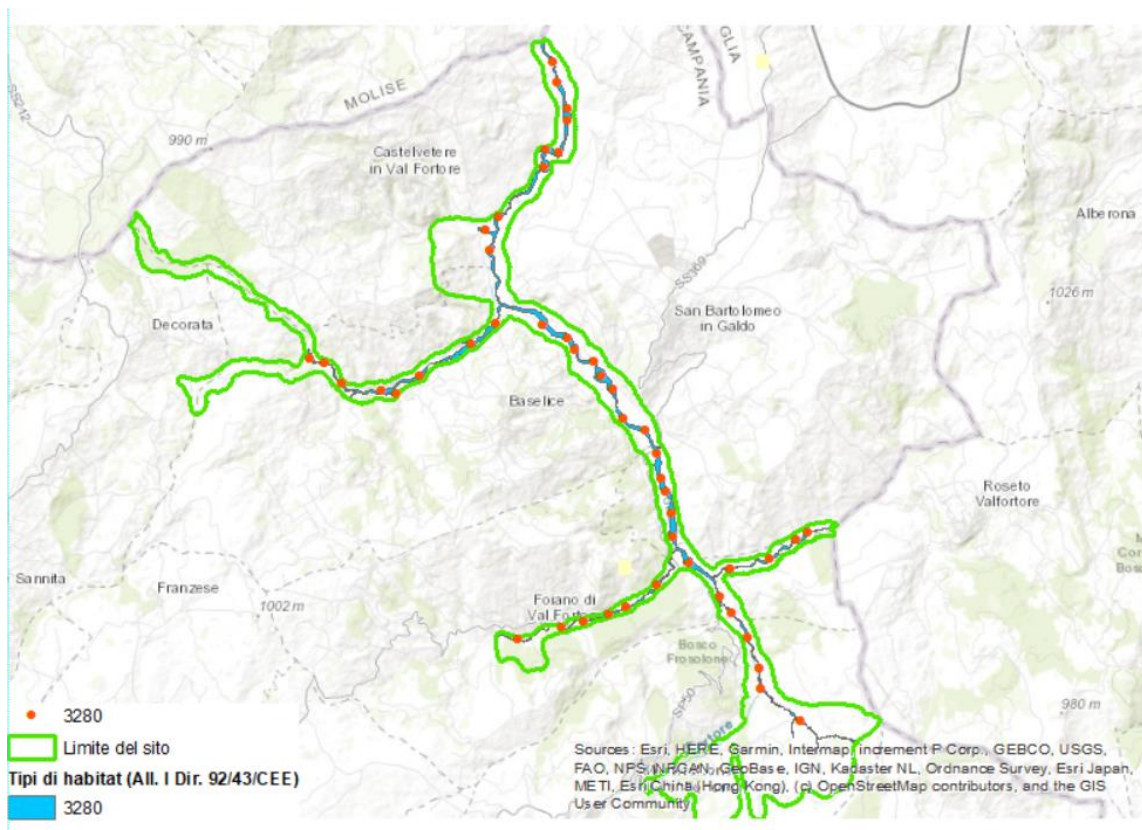 MOLISE
CAMPANIA
GLIA
SS212
990 m
Castelvetere
in Val Fortore
Alberona
SS369
1026 m
San Bartolomeo
in Galdo
Decorata
Baselice
Roseto
Valfortore
Sannita
Franzese
1002 m
Foiano di
Val Fortore
Bosco
Frosolone
SP50
980 m
Fortore
3280
Limite del sito
Tipi di habitat (All. I Dir. 92/43/CEE)
3280
Sources: Esri, HERE, Garmin, Intermap, increment P Corp., GEBCO, USGS,
FAO, NPS, NRCAN, GeoBase, IGN, Kadaster NL, Ordnance Survey, Esri Japan,
METI, Esri China (Hong Kong), (c) OpenStreetMap contributors, and the GIS
User Community